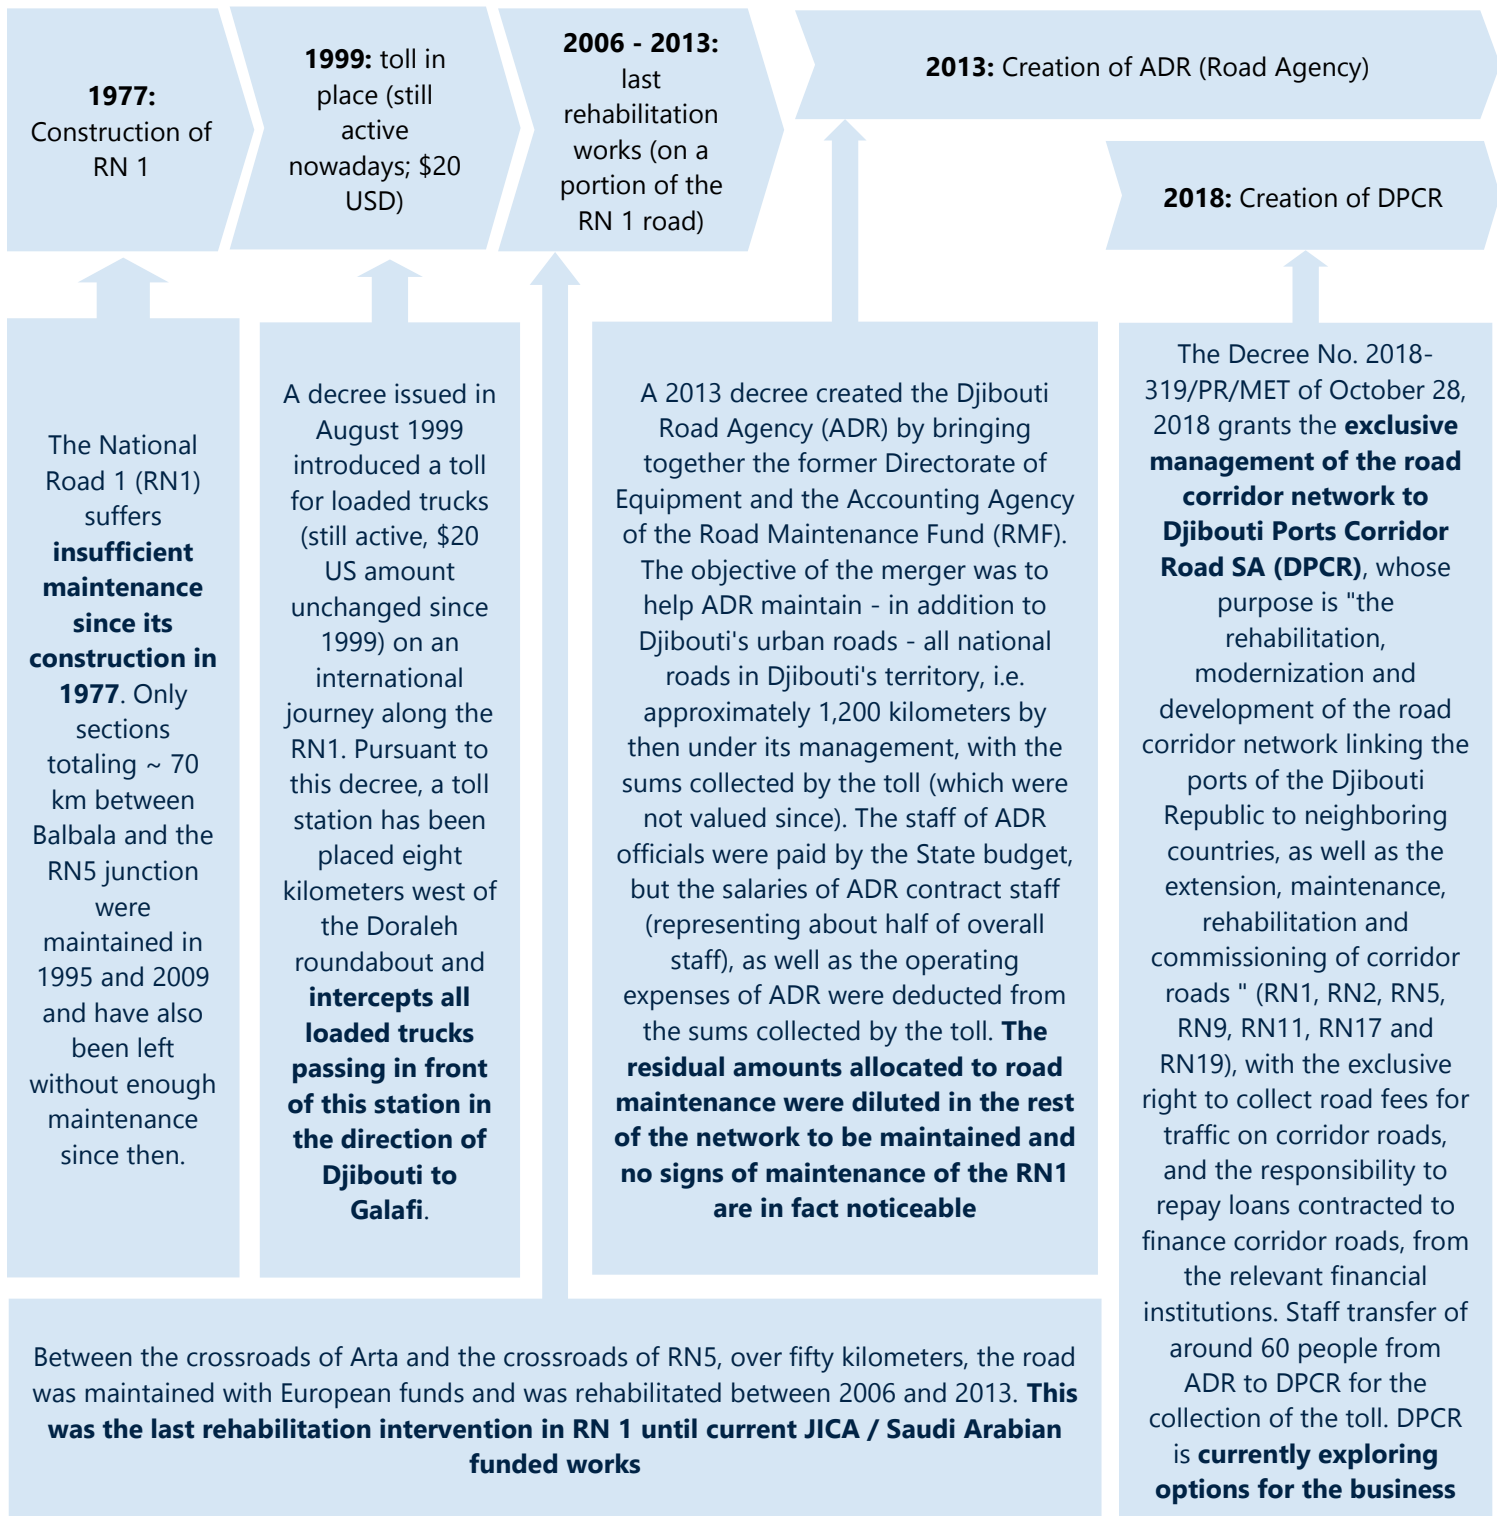 1977:
Construction of
RN 1
1999: toll in
place (still
active
nowadays; $20
USD)
2006 - 2013:
last
rehabilitation
works (on a
portion of the
RN 1 road)
2013: Creation of ADR (Road Agency)
2018: Creation of DPCR
The National
Road 1 (RN1)
suffers
insufficient
maintenance
since its
construction in
1977. Only
sections
totaling ~ 70
km between
Balbala and the
RN5 junction
were
maintained in
1995 and 2009
and have also
been left
without enough
maintenance
since then.
A decree issued in
August 1999
introduced a toll
for loaded trucks
(still active, $20
US amount
unchanged since
1999) on an
international
journey along the
RN1. Pursuant to
this decree, a toll
station has been
placed eight
kilometers west of
the Doraleh
roundabout and
intercepts all
loaded trucks
passing in front
of this station in
the direction of
Djibouti to
Galafi.
A 2013 decree created the Djibouti
Road Agency (ADR) by bringing
together the former Directorate of
Equipment and the Accounting Agency
of the Road Maintenance Fund (RMF).
The objective of the merger was to
help ADR maintain - in addition to
Djibouti's urban roads - all national
roads in Djibouti's territory, i.e.
approximately 1,200 kilometers by
then under its management, with the
sums collected by the toll (which were
not valued since). The staff of ADR
officials were paid by the State budget,
but the salaries of ADR contract staff
(representing about half of overall
staff), as well as the operating
expenses of ADR were deducted from
the sums collected by the toll. The
residual amounts allocated to road
maintenance were diluted in the rest
of the network to be maintained and
no signs of maintenance of the RN1
are in fact noticeable
The Decree No. 2018-
319/PR/MET of October 28,
2018 grants the exclusive
management of the road
corridor network to
Djibouti Ports Corridor
Road SA (DPCR), whose
purpose is "the
rehabilitation,
modernization and
development of the road
corridor network linking the
ports of the Djibouti
Republic to neighboring
countries, as well as the
extension, maintenance,
rehabilitation and
commissioning of corridor
roads " (RN1, RN2, RN5,
RN9, RN11, RN17 and
RN19), with the exclusive
right to collect road fees for
traffic on corridor roads,
and the responsibility to
repay loans contracted to
finance corridor roads, from
the relevant financial
institutions. Staff transfer of
around 60 people from
ADR to DPCR for the
collection of the toll. DPCR
is currently exploring
options for the business
Between the crossroads of Arta and the crossroads of RN5, over fifty kilometers, the road
was maintained with European funds and was rehabilitated between 2006 and 2013. This
was the last rehabilitation intervention in RN 1 until current JICA / Saudi Arabian
funded works